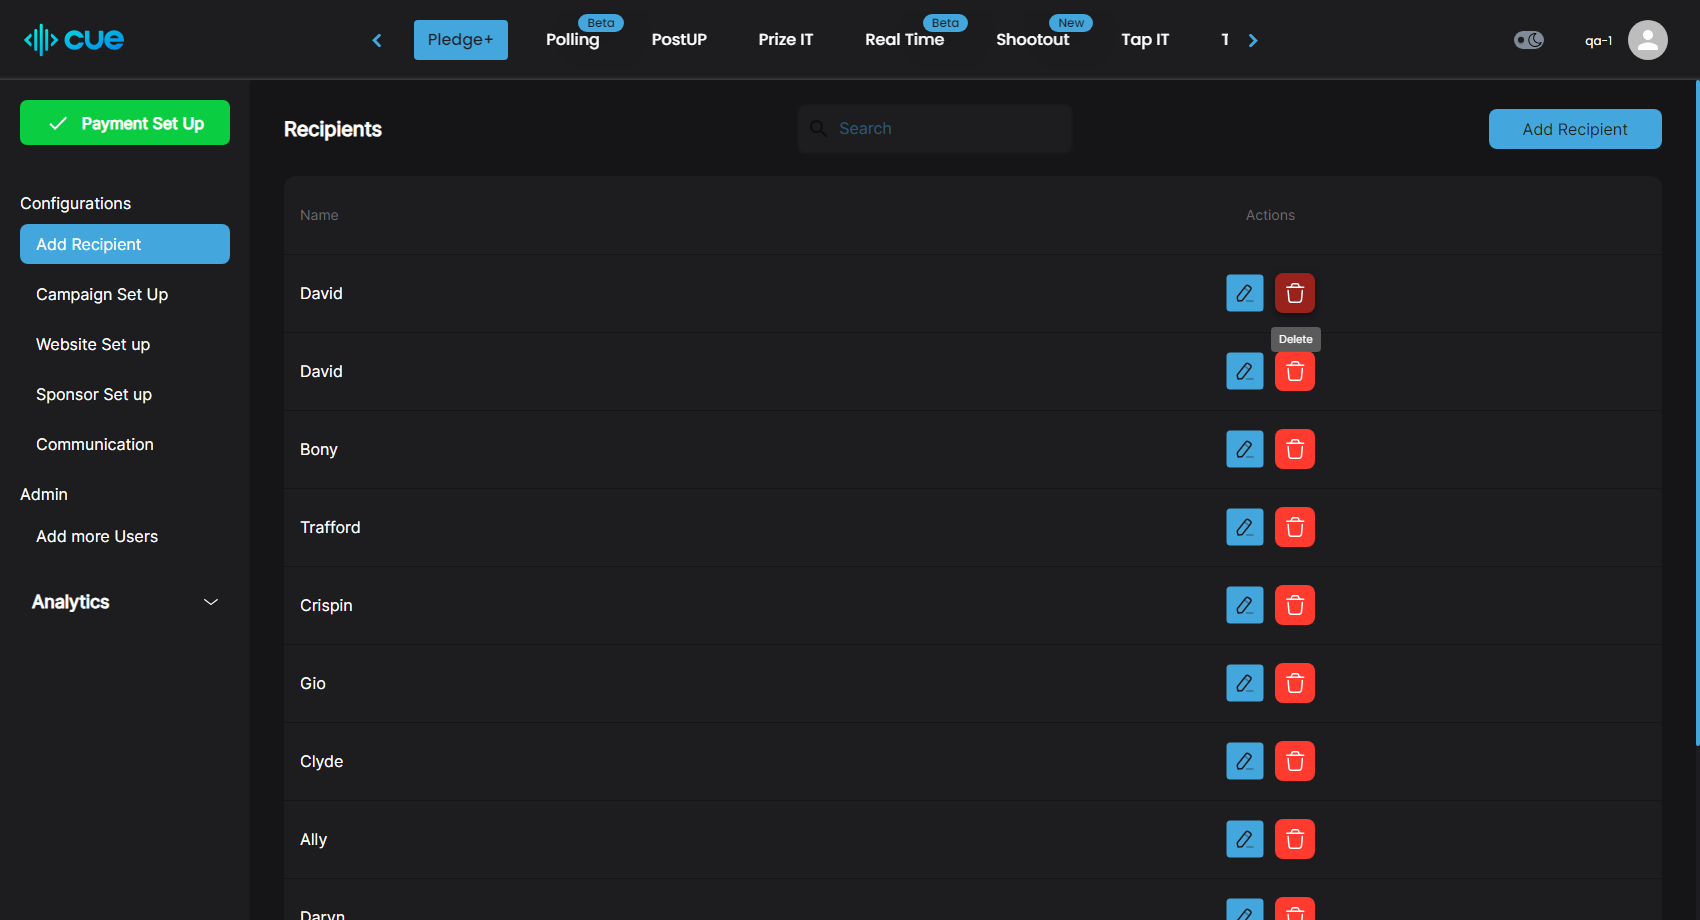 cue
Pledge+
Polling
Beta
PostUP
Prize IT
Real Time
Beta
Shootout
New
Tap IT
T
qa-1
Payment Set Up
Configurations
Add Recipient
Campaign Set Up
Website Set up
Sponsor Set up
Communication
Admin
Add more Users
Analytics
Recipients
Search
Add Recipient
Name
Actions
David
Delete
David
Bony
Trafford
Crispin
Gio
Clyde
Ally
Daryn